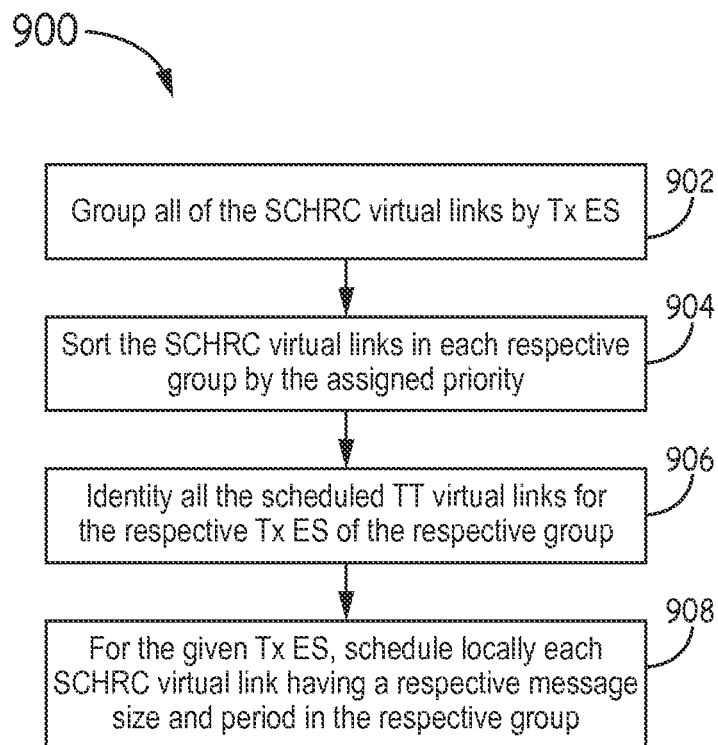 900
902
Group all of the SCHRC virtual links by Tx ES
904
Sort the SCHRC virtual links in each respective
group by the assigned priority
906
Identity all the scheduled TT virtual links for
the respective Tx ES of the respective group
908
For the given Tx ES, schedule locally each
SCHRC virtual link having a respective message
size and period in the respective group